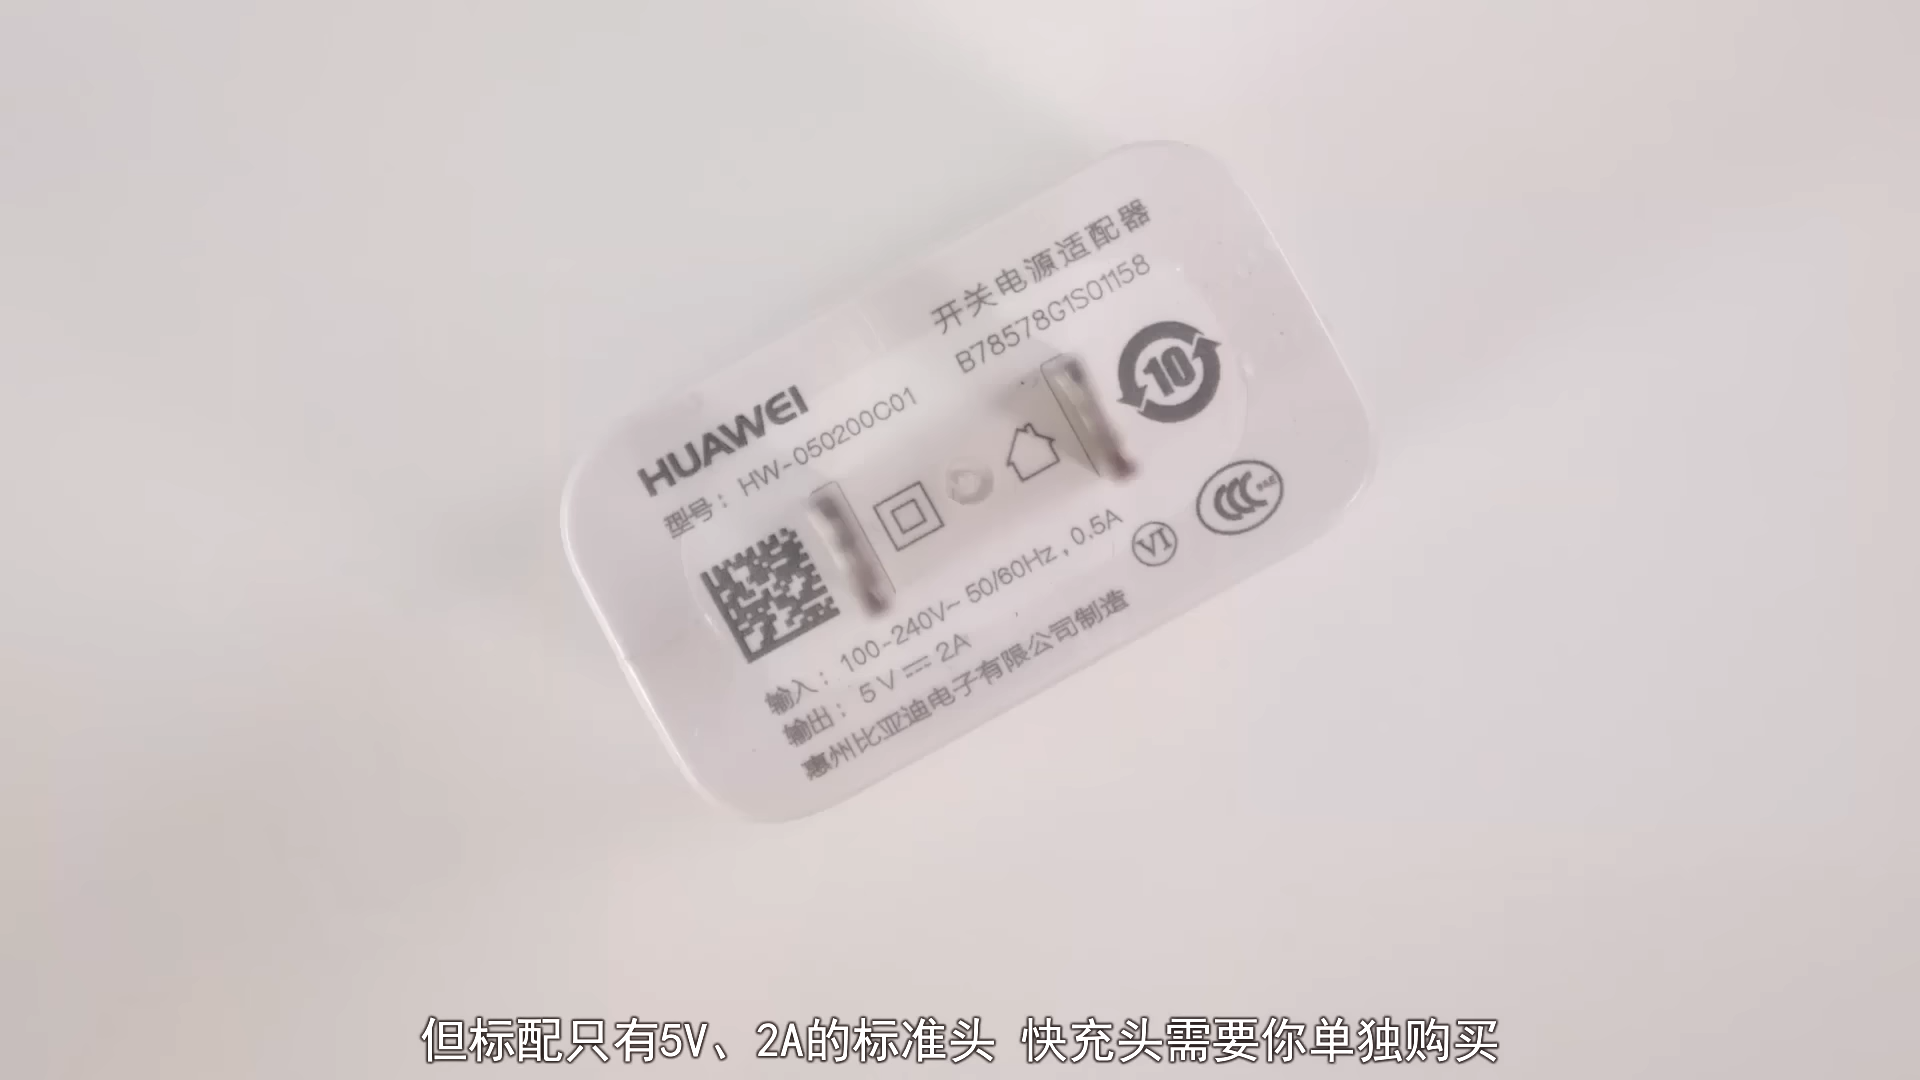 开关电源适配器
B78578G1S01158
HUAWEI
型号：HW-050200C01
10
VI
输入：100-240V~ 50/60Hz, 0.5A
输出：5V⎓2A
惠州比亚迪电子有限公司制造
但标配只有5V、2A的标准头 快充头需要你单独购买